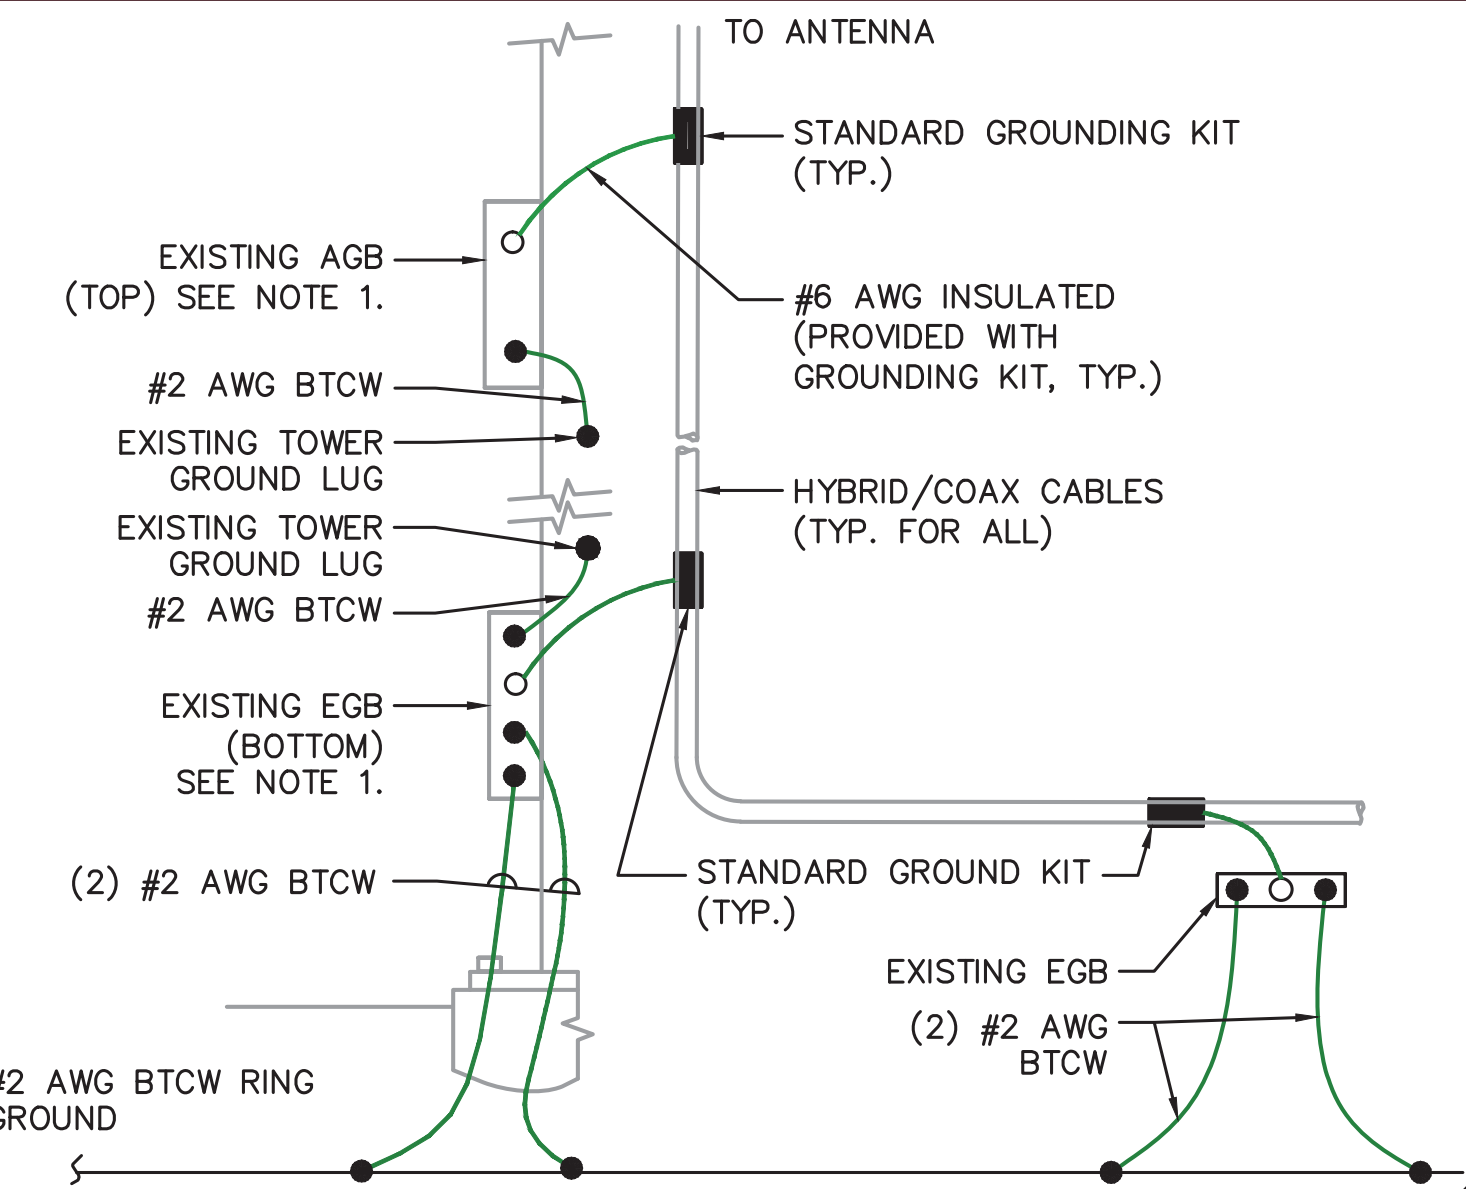 TO ANTENNA
STANDARD GROUNDING KIT
(TYP.)
EXISTING AGB
(TOP) SEE NOTE 1.
#6 AWG INSULATED
(PROVIDED WITH
GROUNDING KIT, TYP.)
#2 AWG BTCW
EXISTING TOWER
GROUND LUG
HYBRID/COAX CABLES
(TYP. FOR ALL)
EXISTING TOWER
GROUND LUG
#2 AWG BTCW
EXISTING EGB
(BOTTOM)
SEE NOTE 1.
(2) #2 AWG BTCW
STANDARD GROUND KIT
(TYP.)
EXISTING EGB
(2) #2 AWG
BTCW
#2 AWG BTCW RING
GROUND